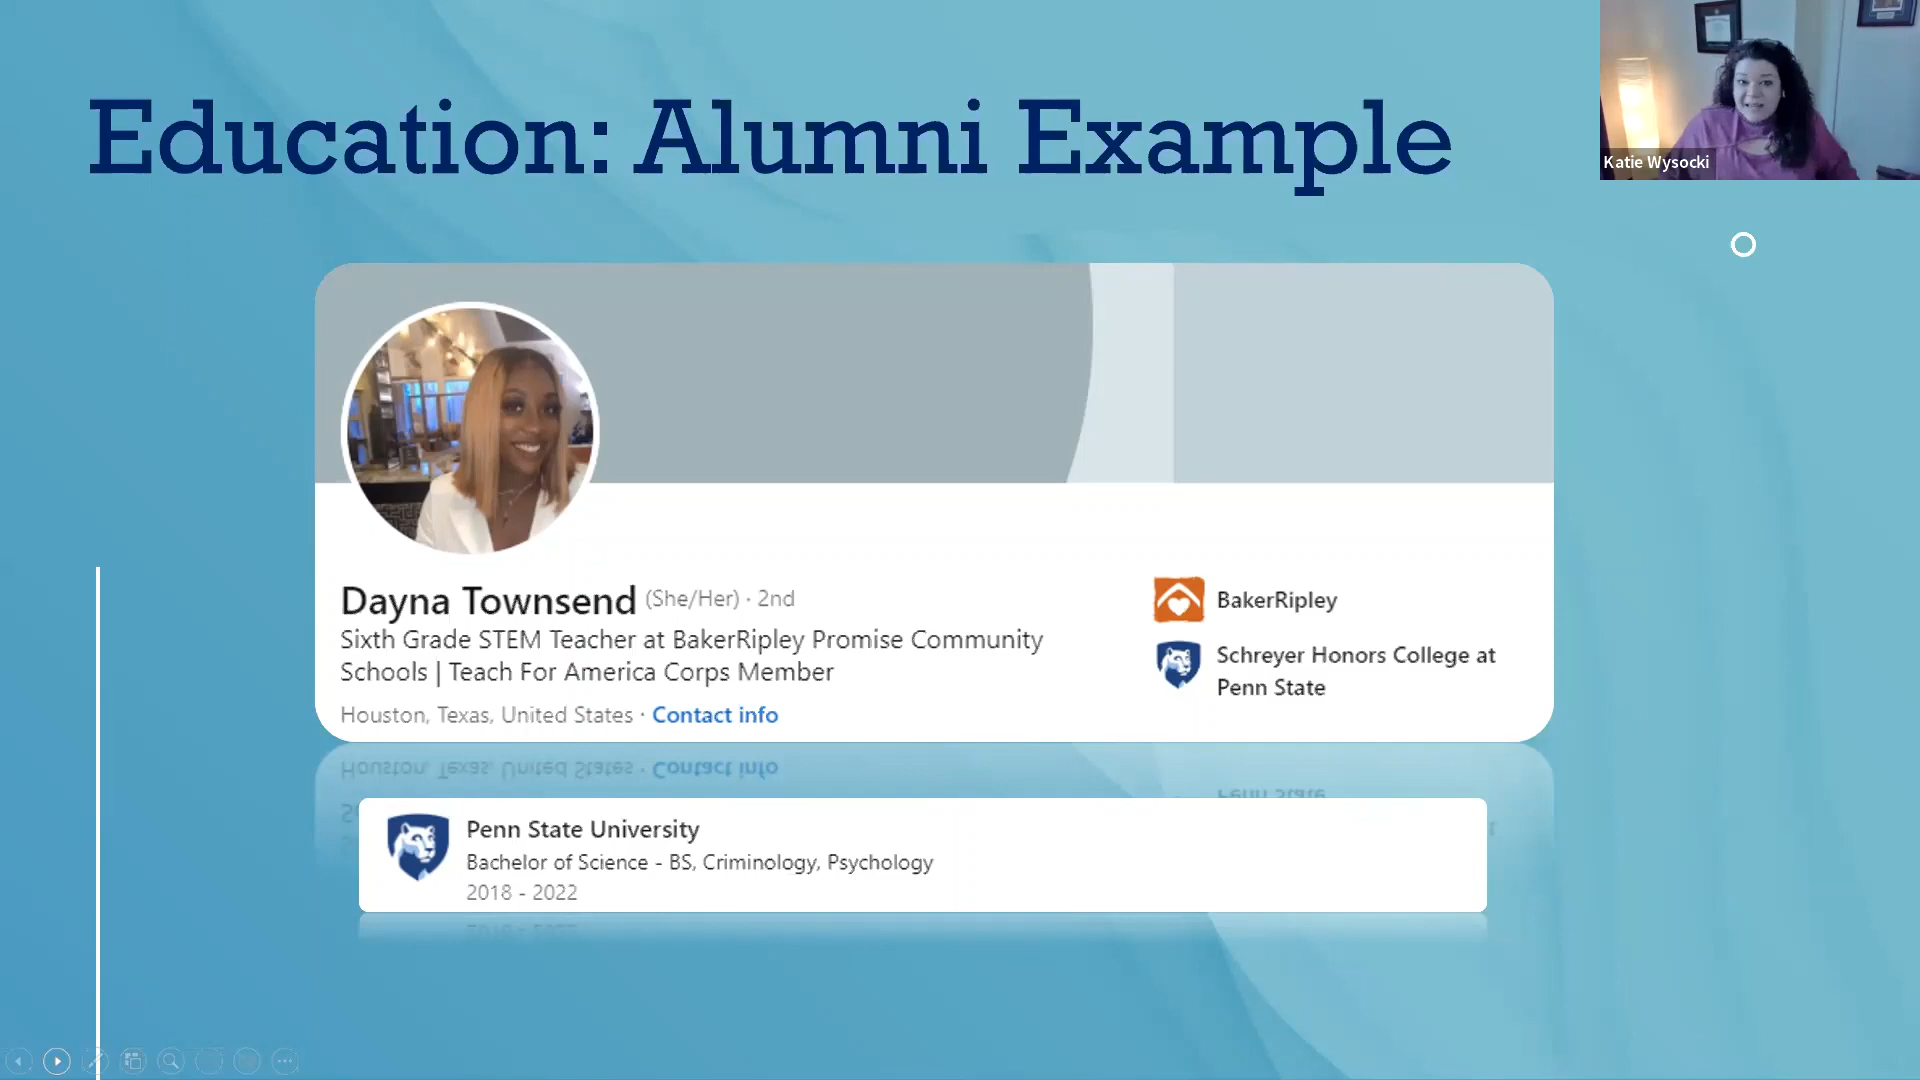 Education: Alumni Example
Katie Wysocki
Dayna Townsend (She/Her) · 2nd
Sixth Grade STEM Teacher at BakerRipley Promise Community
Schools | Teach For America Corps Member
Houston, Texas, United States · Contact info
BakerRipley
Schreyer Honors College at
Penn State
Penn State University
Bachelor of Science - BS, Criminology, Psychology
2018 - 2022